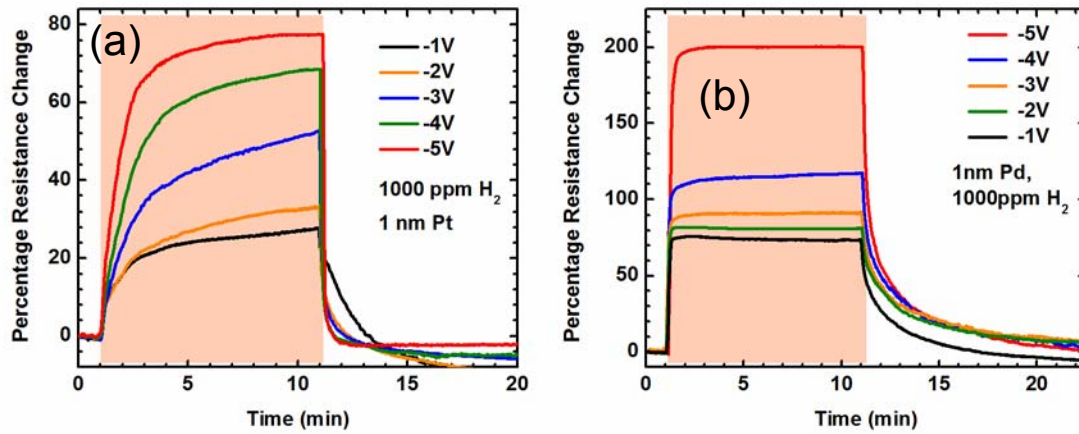 (a)
80
60
40
20
0
Percentage Resistance Change
-1V
-2V
-3V
-4V
-5V
1000 ppm H₂
1 nm Pt
0 5 10 15 20
Time (min)
(b)
200
150
100
50
0
Percentage Resistance Change
-5V
-4V
-3V
-2V
-1V
1nm Pd,
1000ppm H₂
0 5 10 15 20
Time (min)